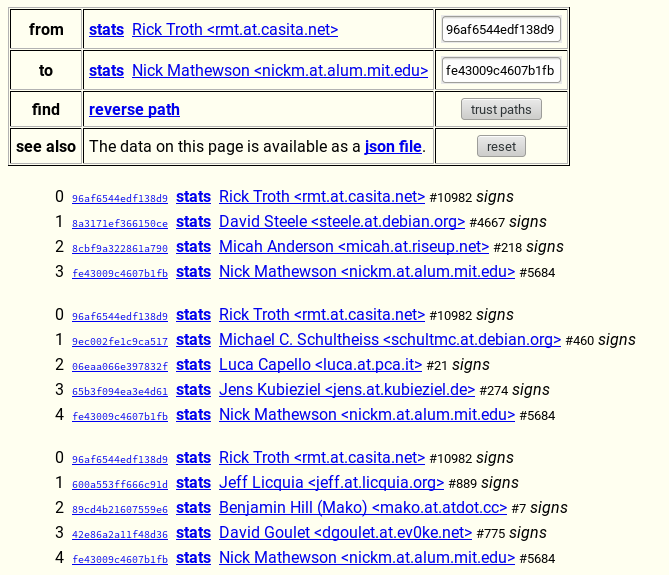 from stats Rick Troth <rmt.at.casita.net> 96af6544edf138d9
to stats Nick Mathewson <nickm.at.alum.mit.edu> fe43009c4607b1fb
find reverse path trust paths
see also The data on this page is available as a json file. reset
0 96af6544edf138d9 stats Rick Troth <rmt.at.casita.net> #10982 signs
1 8a3171ef366150ce stats David Steele <steele.at.debian.org> #4667 signs
2 8cbf9a322861a790 stats Micah Anderson <micah.at.riseup.net> #218 signs
3 fe43009c4607b1fb stats Nick Mathewson <nickm.at.alum.mit.edu> #5684
0 96af6544edf138d9 stats Rick Troth <rmt.at.casita.net> #10982 signs
1 9ec002fe1c9ca517 stats Michael C. Schultheiss <schultmc.at.debian.org> #460 signs
2 06eaa066e397832f stats Luca Capello <luca.at.pca.it> #21 signs
3 65b3f094ea3e4d61 stats Jens Kubieziel <jens.at.kubieziel.de> #274 signs
4 fe43009c4607b1fb stats Nick Mathewson <nickm.at.alum.mit.edu> #5684
0 96af6544edf138d9 stats Rick Troth <rmt.at.casita.net> #10982 signs
1 600a553ff666c91d stats Jeff Licquia <jeff.at.licquia.org> #889 signs
2 89cd4b21607559e6 stats Benjamin Hill (Mako) <mako.at.atdot.cc> #7 signs
3 42e86a2a11f48d36 stats David Goulet <dgoulet.at.ev0ke.net> #775 signs
4 fe43009c4607b1fb stats Nick Mathewson <nickm.at.alum.mit.edu> #5684